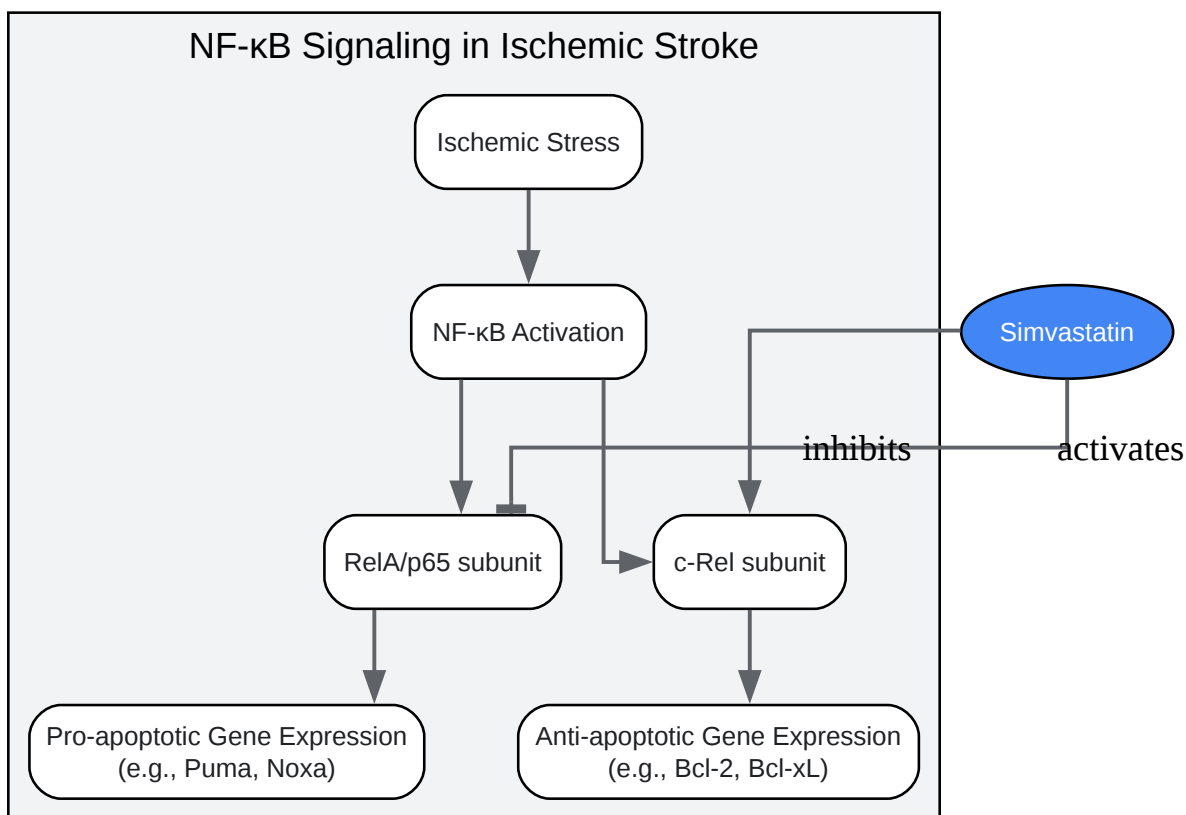 NF-κB Signaling in Ischemic Stroke
Ischemic Stress
NF-κB Activation
Simvastatin
inhibits
activates
RelA/p65 subunit
c-Rel subunit
Pro-apoptotic Gene Expression
(e.g., Puma, Noxa)
Anti-apoptotic Gene Expression
(e.g., Bcl-2, Bcl-xL)